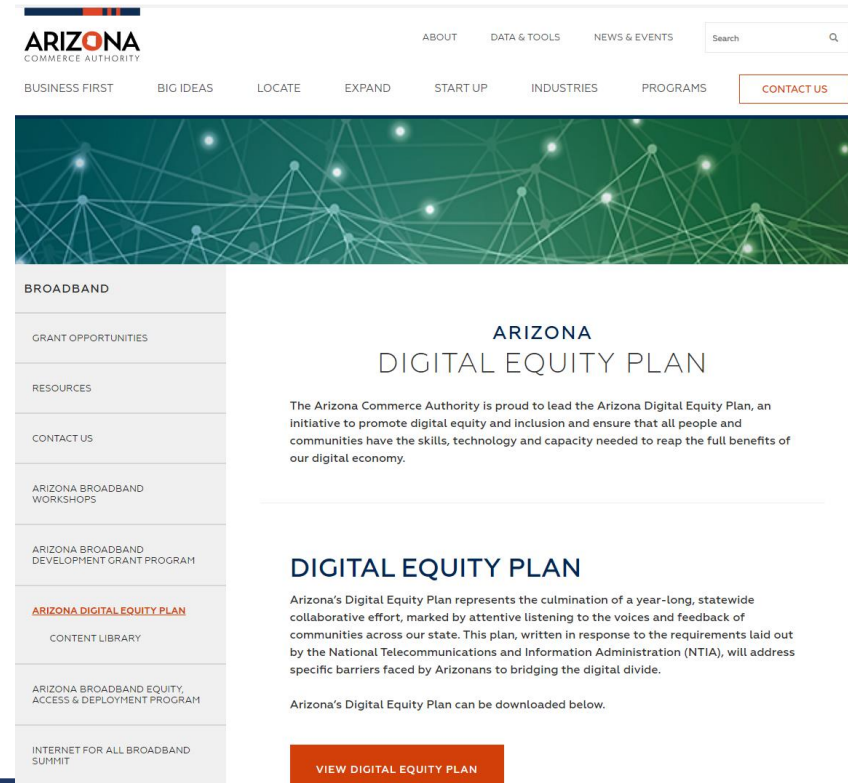 ARIZONA
COMMERCE AUTHORITY
ABOUT DATA & TOOLS NEWS & EVENTS Search
BUSINESS FIRST BIG IDEAS LOCATE EXPAND START UP INDUSTRIES PROGRAMS CONTACT US
BROADBAND
GRANT OPPORTUNITIES
RESOURCES
CONTACT US
ARIZONA BROADBAND
WORKSHOPS
ARIZONA BROADBAND
DEVELOPMENT GRANT PROGRAM
ARIZONA DIGITAL EQUITY PLAN
CONTENT LIBRARY
ARIZONA BROADBAND EQUITY,
ACCESS & DEPLOYMENT PROGRAM
INTERNET FOR ALL BROADBAND
SUMMIT
ARIZONA
DIGITAL EQUITY PLAN
The Arizona Commerce Authority is proud to lead the Arizona Digital Equity Plan, an
initiative to promote digital equity and inclusion and ensure that all people and
communities have the skills, technology and capacity needed to reap the full benefits of
our digital economy.
DIGITAL EQUITY PLAN
Arizona's Digital Equity Plan represents the culmination of a year-long, statewide
collaborative effort, marked by attentive listening to the voices and feedback of
communities across our state. This plan, written in response to the requirements laid out
by the National Telecommunications and Information Administration (NTIA), will address
specific barriers faced by Arizonans to bridging the digital divide.
Arizona's Digital Equity Plan can be downloaded below.
VIEW DIGITAL EQUITY PLAN